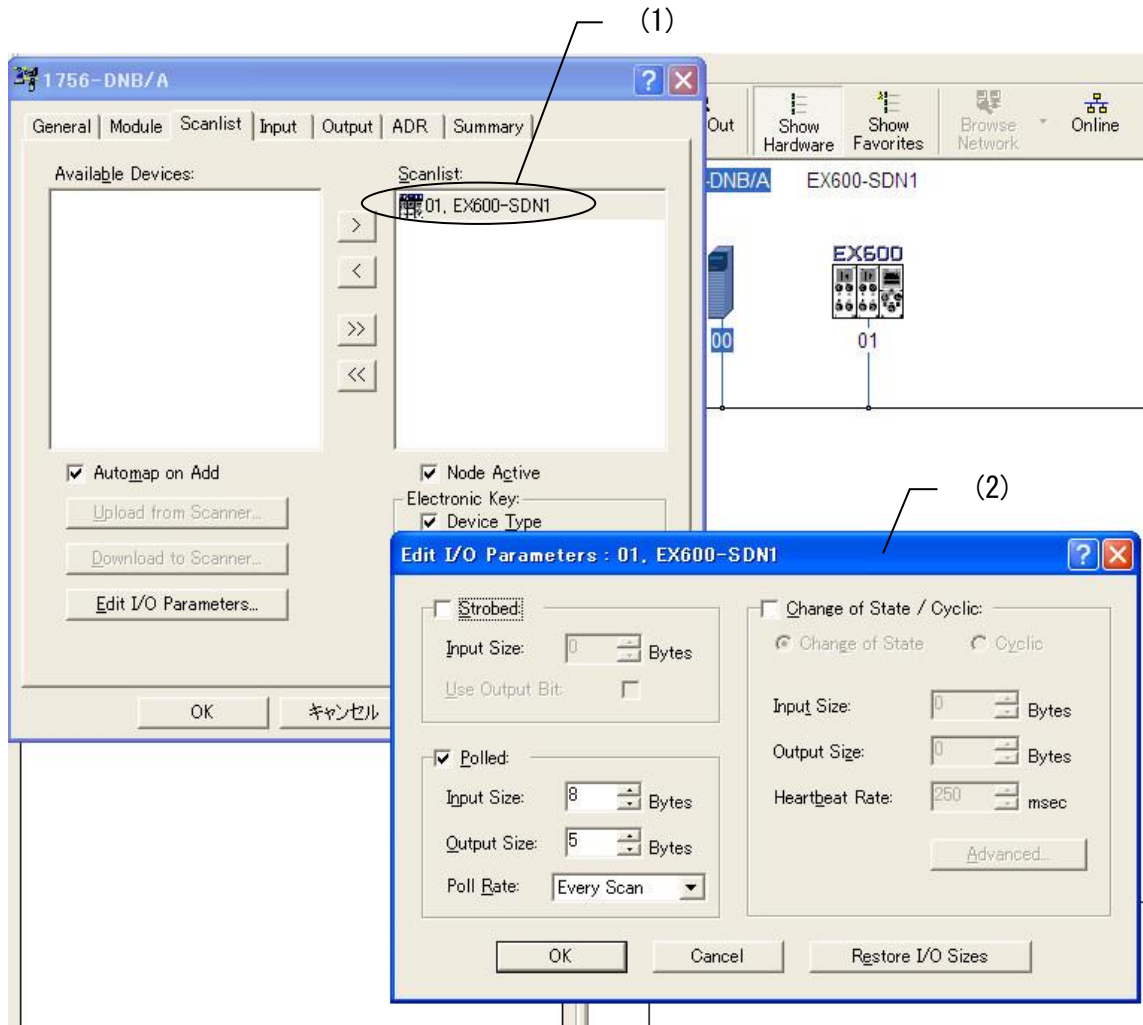 (1)
1756-DNB/A
General Module Scanlist Input Output ADR Summary
Available Devices:
Scanlist:
01, EX600-SDN1
>
<
>>
<<
Automap on Add
Node Active
Upload from Scanner...
Electronic Key:
Device Type
Download to Scanner...
Edit I/O Parameters...
OK
キャンセル
Out
Show Hardware
Show Favorites
Browse Network
Online
-DNB/A
EX600-SDN1
EX600
00
01
(2)
Edit I/O Parameters : 01, EX600-SDN1
Strobed:
Input Size: 0 Bytes
Use Output Bit:
Polled:
Input Size: 8 Bytes
Output Size: 5 Bytes
Poll Rate: Every Scan
Change of State / Cyclic:
Change of State Cyclic
Input Size: 0 Bytes
Output Size: 0 Bytes
Heartbeat Rate: 250 msec
Advanced...
OK
Cancel
Restore I/O Sizes